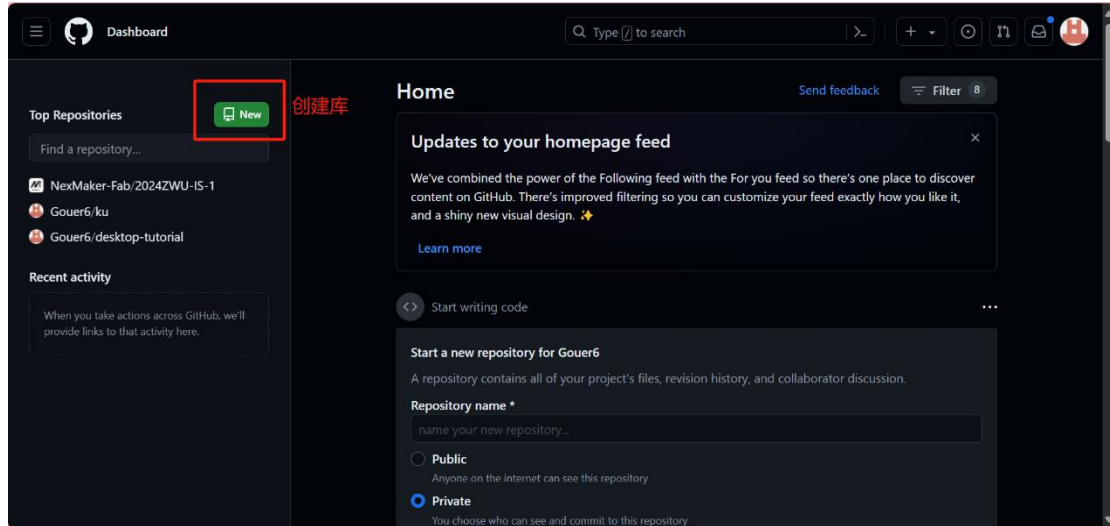 Dashboard
Type / to search
Top Repositories
New
创建库
Find a repository...
NexMaker-Fab/2024ZWU-IS-1
Gouer6/ku
Gouer6/desktop-tutorial
Recent activity
When you take actions across GitHub, we'll
provide links to that activity here.
Home
Send feedback
Filter 8
Updates to your homepage feed
We've combined the power of the Following feed with the For you feed so there's one place to discover
content on GitHub. There's improved filtering so you can customize your feed exactly how you like it,
and a shiny new visual design. ✨
Learn more
Start writing code
Start a new repository for Gouer6
A repository contains all of your project's files, revision history, and collaborator discussion.
Repository name *
name your new repository...
Public
Anyone on the internet can see this repository
Private
You choose who can see and commit to this repository